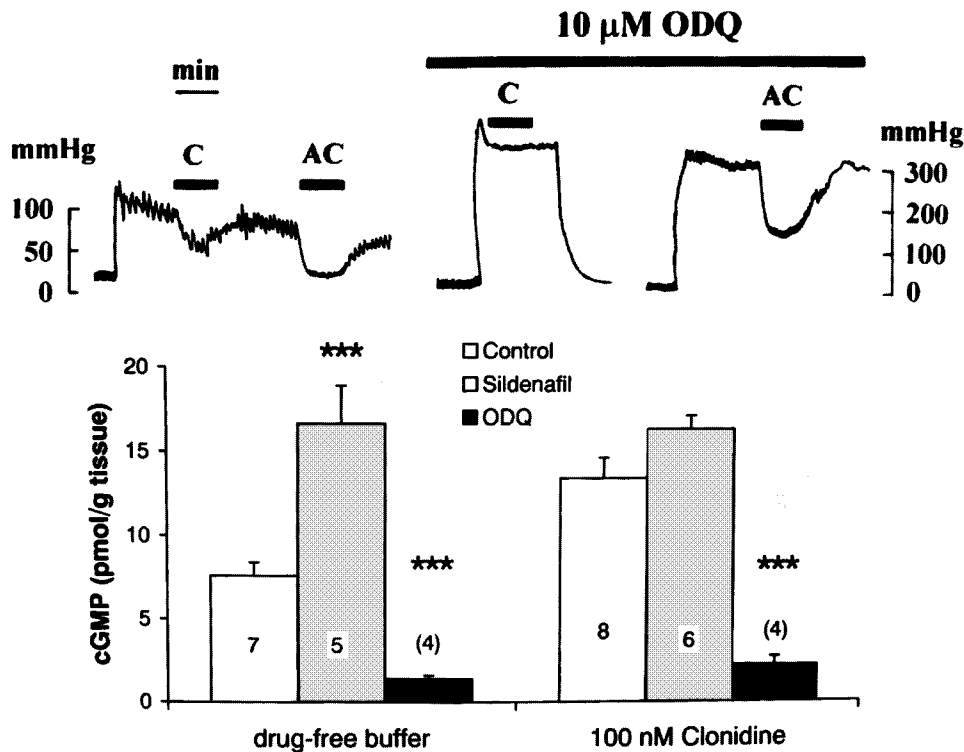 10 µM ODQ
min
C
AC
C
AC
mmHg
100
50
0
mmHg
300
200
100
0
20
15
10
5
0
cGMP (pmol/g tissue)
***
□ Control
□ Sildenafil
■ ODQ
***
***
7
5
(4)
8
6
(4)
drug-free buffer
100 nM Clonidine